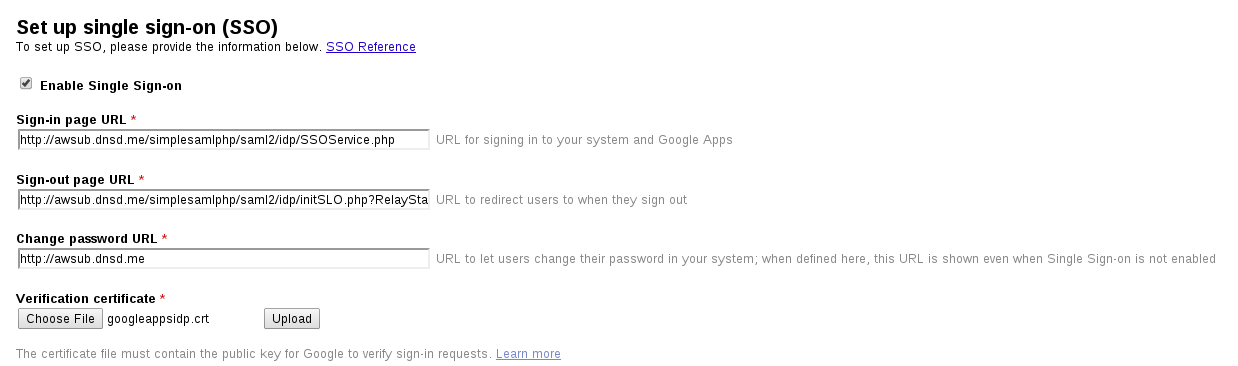 Set up single sign-on (SSO)
To set up SSO, please provide the information below. SSO Reference
Enable Single Sign-on
Sign-in page URL *
http://awsub.dnsd.me/simplesamlphp/saml2/idp/SSOService.php URL for signing in to your system and Google Apps
Sign-out page URL *
http://awsub.dnsd.me/simplesamlphp/saml2/idp/initSLO.php?RelaySta URL to redirect users to when they sign out
Change password URL *
http://awsub.dnsd.me URL to let users change their password in your system; when defined here, this URL is shown even when Single Sign-on is not enabled
Verification certificate *
Choose File googleappsidp.crt Upload
The certificate file must contain the public key for Google to verify sign-in requests. Learn more